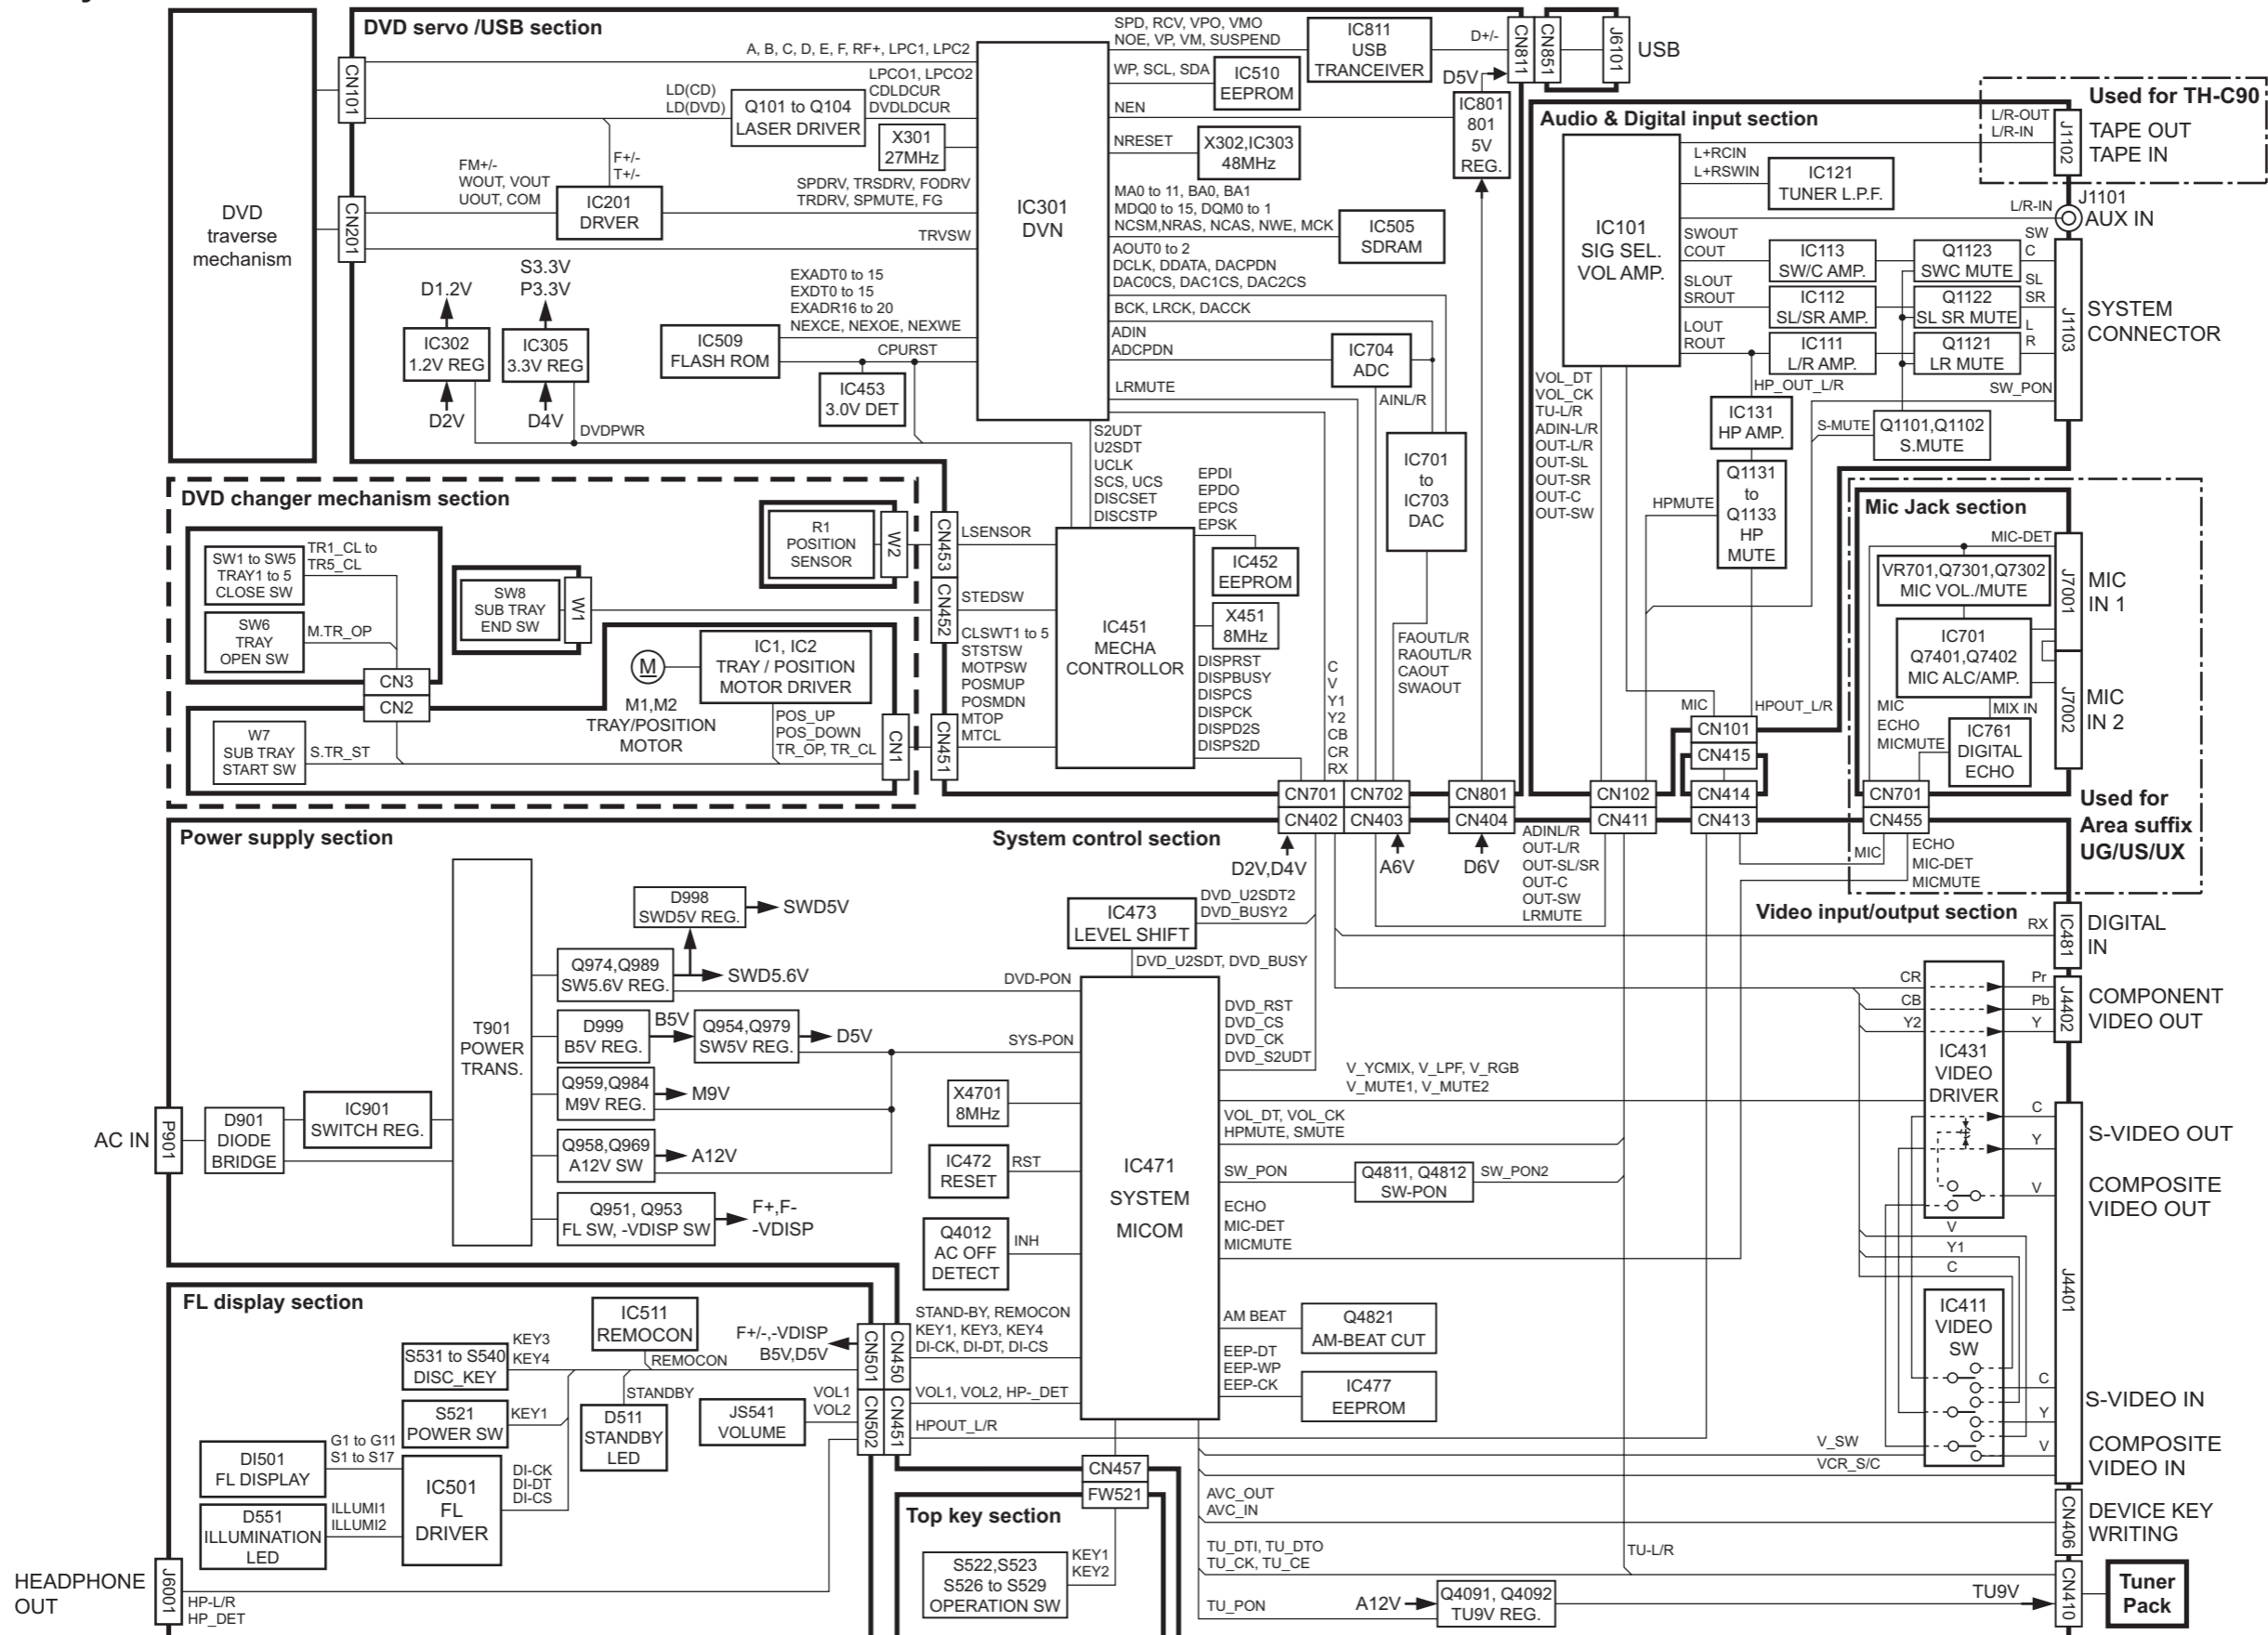 DVD servo /USB section
DVD
traverse
mechanism
CN101
CN201
A, B, C, D, E, F, RF+, LPC1, LPC2
LD(CD)
LD(DVD)
Q101 to Q104
LASER DRIVER
LPCO1, LPCO2
CDLDCUR
DVDLDCUR
X301
27MHz
FM+/-
WOUT, VOUT
UOUT, COM
F+/-
T+/-
IC201
DRVER
SPDRV, TRSDRV, FODRV
TRDRV, SPMUTE, FG
TRVSW
S3.3V
P3.3V
D1.2V
IC302
1.2V REG
IC305
3.3V REG
D2V
D4V
DVDPWR
EXADT0 to 15
EXDT0 to 15
EXADR16 to 20
NEXCE, NEXOE, NEXWE
IC509
FLASH ROM
CPURST
IC453
3.0V DET
IC301
DVN
SPD, RCV, VPO, VMO
NOE, VP, VM, SUSPEND
IC811
USB
TRANCEIVER
D+/-
CN811
CN851
J6101
USB
WP, SCL, SDA
IC510
EEPROM
D5V
NEN
IC801
801
5V
REG.
NRESET
X302,IC303
48MHz
MA0 to 11, BA0, BA1
MDQ0 to 15, DQM0 to 1
NCSM,NRAS, NCAS, NWE, MCK
IC505
SDRAM
AOUT0 to 2
DCLK, DDATA, DACPDN
DAC0CS, DAC1CS, DAC2CS
BCK, LRCK, DACCK
ADIN
ADCPDN
IC704
ADC
LRMUTE
AINL/R
S2UDT
U2SDT
UCLK
SCS, UCS
DISCSET
DISCSTP
IC701
to
IC703
DAC
EPDI
EPDO
EPCS
EPSK
IC452
EEPROM
X451
8MHz
IC451
MECHA
CONTROLLOR
LSENSOR
STEDSW
CLSWT1 to 5
STSTSW
MOTPSW
POSMUP
POSMDN
MTOP
MTCL
DISPRST
DISPBUSY
DISPCS
DISPCK
DISPD2S
DISPS2D
C
V
Y1
Y2
CB
CR
RX
FAOUTL/R
RAOUTL/R
CAOUT
SWAOUT
CN453
CN452
CN451
CN701
CN702
CN801
CN402
CN403
CN404
DVD changer mechanism section
SW1 to SW5
TRAY1 to 5
CLOSE SW
TR1_CL to
TR5_CL
SW6
TRAY
OPEN SW
M.TR_OP
CN3
CN2
SW8
SUB TRAY
END SW
W1
R1
POSITION
SENSOR
W2
M
M1,M2
TRAY/POSITION
MOTOR
IC1, IC2
TRAY / POSITION
MOTOR DRIVER
POS_UP
POS_DOWN
TR_OP, TR_CL
CN1
W7
SUB TRAY
START SW
S.TR_ST
Audio & Digital input section
IC101
SIG SEL.
VOL AMP.
Used for TH-C90
L/R-OUT
L/R-IN
J1102
TAPE OUT
TAPE IN
L+RCIN
L+RSWIN
IC121
TUNER L.P.F.
L/R-IN
J1101
AUX IN
SWOUT
COUT
IC113
SW/C AMP.
Q1123
SWC MUTE
SW
C
SLOUT
SROUT
IC112
SL/SR AMP.
Q1122
SL SR MUTE
SL
SR
LOUT
ROUT
IC111
L/R AMP.
Q1121
LR MUTE
L
R
J1103
SYSTEM
CONNECTOR
SW_PON
HP_OUT_L/R
IC131
HP AMP.
S-MUTE
Q1101,Q1102
S.MUTE
VOL_DT
VOL_CK
TU-L/R
ADIN-L/R
OUT-L/R
OUT-SL
OUT-SR
OUT-C
OUT-SW
HPMUTE
Q1131
to
Q1133
HP
MUTE
MIC
HPOUT_L/R
CN101
CN415
CN102
CN414
CN411
CN413
Mic Jack section
MIC-DET
VR701,Q7301,Q7302
MIC VOL./MUTE
J7001
MIC
IN 1
IC701
Q7401,Q7402
MIC ALC/AMP.
J7002
MIC
IN 2
MIC
ECHO
MICMUTE
MIX IN
IC761
DIGITAL
ECHO
CN701
CN455
Used for
Area suffix
UG/US/UX
MIC
ECHO
MIC-DET
MICMUTE
Power supply section
System control section
D2V,D4V
A6V
D6V
ADINL/R
OUT-L/R
OUT-SL/SR
OUT-C
OUT-SW
LRMUTE
Video input/output section
RX
IC481
DIGITAL
IN
D998
SWD5V REG.
SWD5V
Q974,Q989
SW5.6V REG.
SWD5.6V
T901
POWER
TRANS.
D999
B5V REG.
B5V
Q954,Q979
SW5V REG.
D5V
Q959,Q984
M9V REG.
M9V
Q958,Q969
A12V SW
A12V
Q951, Q953
FL SW, -VDISP SW
F+,F-
-VDISP
AC IN
P901
D901
DIODE
BRIDGE
IC901
SWITCH REG.
IC473
LEVEL SHIFT
DVD_U2SDT2
DVD_BUSY2
DVD_U2SDT, DVD_BUSY
DVD-PON
SYS-PON
X4701
8MHz
IC472
RESET
RST
Q4012
AC OFF
DETECT
INH
IC471
SYSTEM
MICOM
DVD_RST
DVD_CS
DVD_CK
DVD_S2UDT
V_YCMIX, V_LPF, V_RGB
V_MUTE1, V_MUTE2
VOL_DT, VOL_CK
HPMUTE, SMUTE
SW_PON
Q4811, Q4812
SW-PON
SW_PON2
ECHO
MIC-DET
MICMUTE
AM BEAT
Q4821
AM-BEAT CUT
EEP-DT
EEP-WP
EEP-CK
IC477
EEPROM
CR
CB
Y2
IC431
VIDEO
DRIVER
Pr
Pb
Y
J4402
COMPONENT
VIDEO OUT
C
Y
V
S-VIDEO OUT
COMPOSITE
VIDEO OUT
V
Y1
C
J4401
IC411
VIDEO
SW
C
Y
V
S-VIDEO IN
COMPOSITE
VIDEO IN
V_SW
VCR_S/C
AVC_OUT
AVC_IN
CN406
DEVICE KEY
WRITING
TU_DTI, TU_DTO
TU_CK, TU_CE
TU-L/R
TU_PON
A12V
Q4091, Q4092
TU9V REG.
TU9V
CN410
Tuner
Pack
FL display section
IC511
REMOCON
REMOCON
F+/-,-VDISP
B5V,D5V
CN501
CN450
STAND-BY, REMOCON
KEY1, KEY3, KEY4
DI-CK, DI-DT, DI-CS
S531 to S540
DISC_KEY
KEY3
KEY4
S521
POWER SW
KEY1
STANDBY
D511
STANDBY
LED
JS541
VOLUME
VOL1
VOL2
CN502
CN451
VOL1, VOL2, HP-_DET
HPOUT_L/R
DI501
FL DISPLAY
G1 to G11
S1 to S17
IC501
FL
DRIVER
DI-CK
DI-DT
DI-CS
D551
ILLUMINATION
LED
ILLUMI1
ILLUMI2
HEADPHONE
OUT
J6001
HP-L/R
HP_DET
CN457
FW521
Top key section
S522,S523
S526 to S529
OPERATION SW
KEY1
KEY2